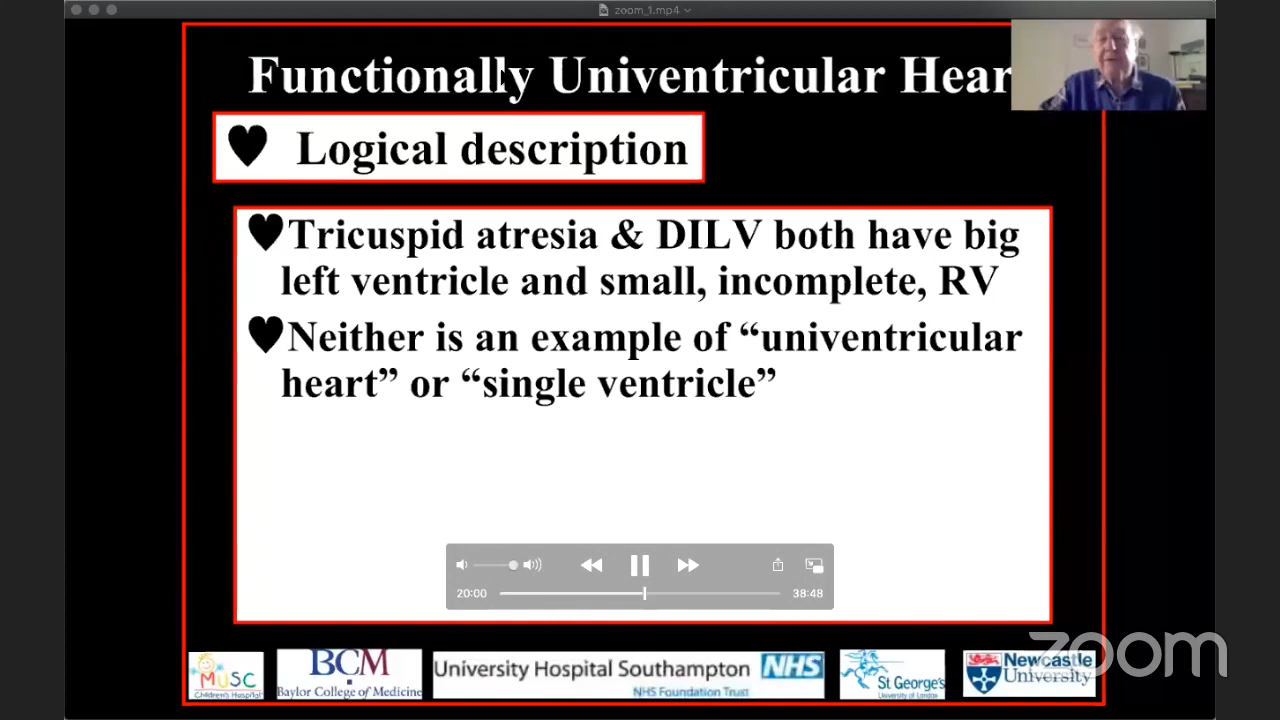 zoom_1.mp4
Functionally Univentricular Hear
Logical description
Tricuspid atresia & DILV both have big
left ventricle and small, incomplete, RV
Neither is an example of “univentricular
heart” or “single ventricle”
20:00
38:48
MUSC
Children's Hospital
BCM
Baylor College of Medicine
University Hospital Southampton
NHS
NHS Foundation Trust
St George's
University of London
Newcastle
University
zoom